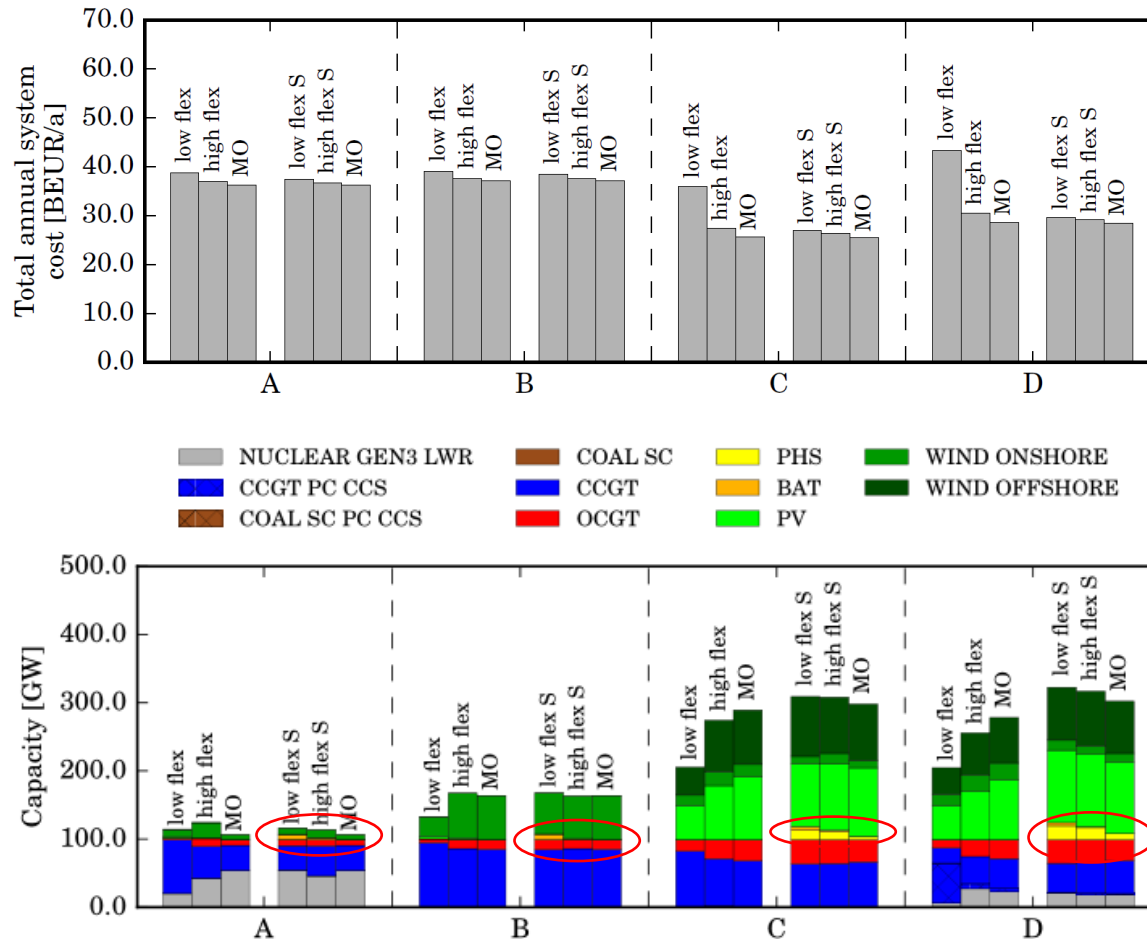 Total annual system
cost [BEUR/a]
70.0
60.0
50.0
40.0
30.0
20.0
10.0
0.0
low flex
high flex
MO
low flex S
high flex S
MO
low flex
high flex
MO
low flex S
high flex S
MO
low flex
high flex
MO
low flex S
high flex S
MO
low flex
high flex
MO
low flex S
high flex S
MO
A B C D
NUCLEAR GEN3 LWR COAL SC PHS WIND ONSHORE
CCGT PC CCS CCGT BAT WIND OFFSHORE
COAL SC PC CCS OCGT PV
Capacity [GW]
500.0
400.0
300.0
200.0
100.0
0.0
low flex
high flex
MO
low flex S
high flex S
MO
low flex
high flex
MO
low flex S
high flex S
MO
low flex
high flex
MO
low flex S
high flex S
MO
low flex
high flex
MO
low flex S
high flex S
MO
A B C D